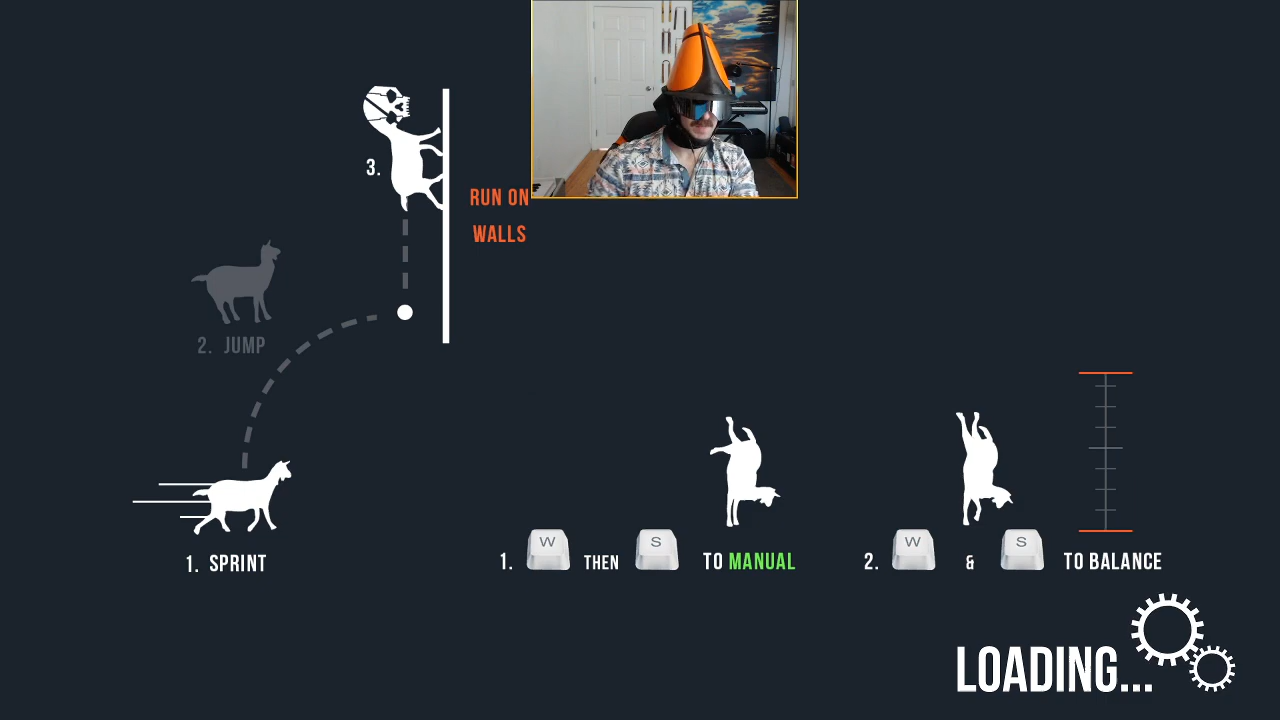 3.
RUN ON
WALLS
2. JUMP
1. SPRINT
1. W THEN S TO MANUAL
2. W & S TO BALANCE
LOADING...